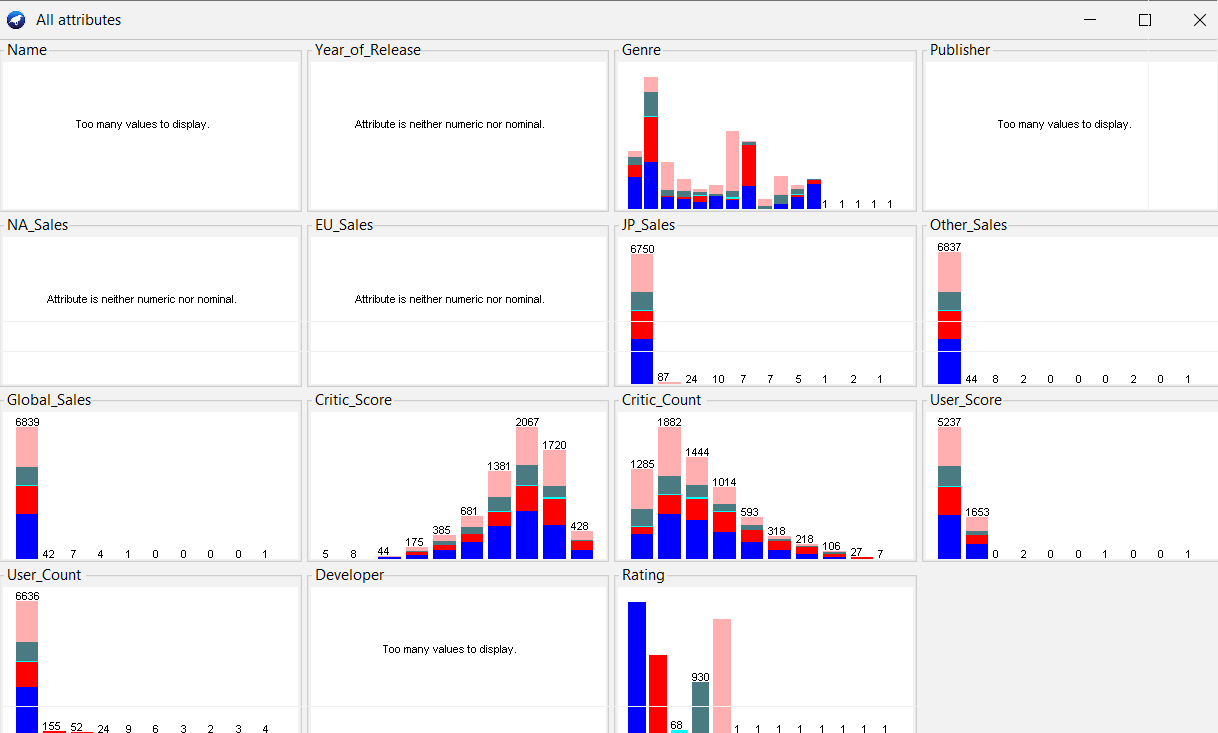 All attributes
Name Year_of_Release Genre Publisher
Too many values to display. Attribute is neither numeric nor nominal. Too many values to display.
1 1 1 1 1
NA_Sales EU_Sales JP_Sales Other_Sales
6750 6837
Attribute is neither numeric nor nominal. Attribute is neither numeric nor nominal.
87 24 10 7 7 5 1 2 1 44 8 2 0 0 0 2 0 1
Global_Sales Critic_Score Critic_Count User_Score
6839 2067 1882 5237
1720 1444
1381 1285
1014
681 593 1653
428
385 318
175 218
106
42 7 4 1 0 0 0 0 1 5 8 44 27 7 0 2 0 0 1 0 0 1
User_Count Developer Rating
6636
Too many values to display.
930
155 52 24 9 6 3 2 3 4 68 1 1 1 1 1 1 1 1